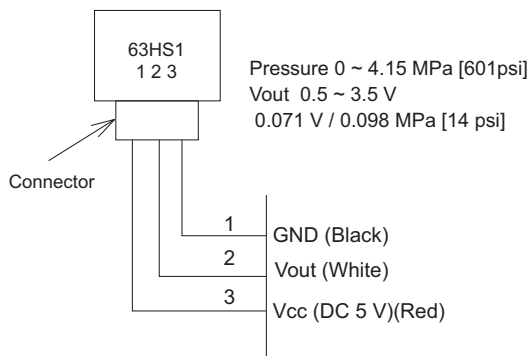 63HS1
1 2 3
Pressure 0 ~ 4.15 MPa [601psi]
Vout 0.5 ~ 3.5 V
0.071 V / 0.098 MPa [14 psi]
Connector
1
GND (Black)
2
Vout (White)
3
Vcc (DC 5 V)(Red)